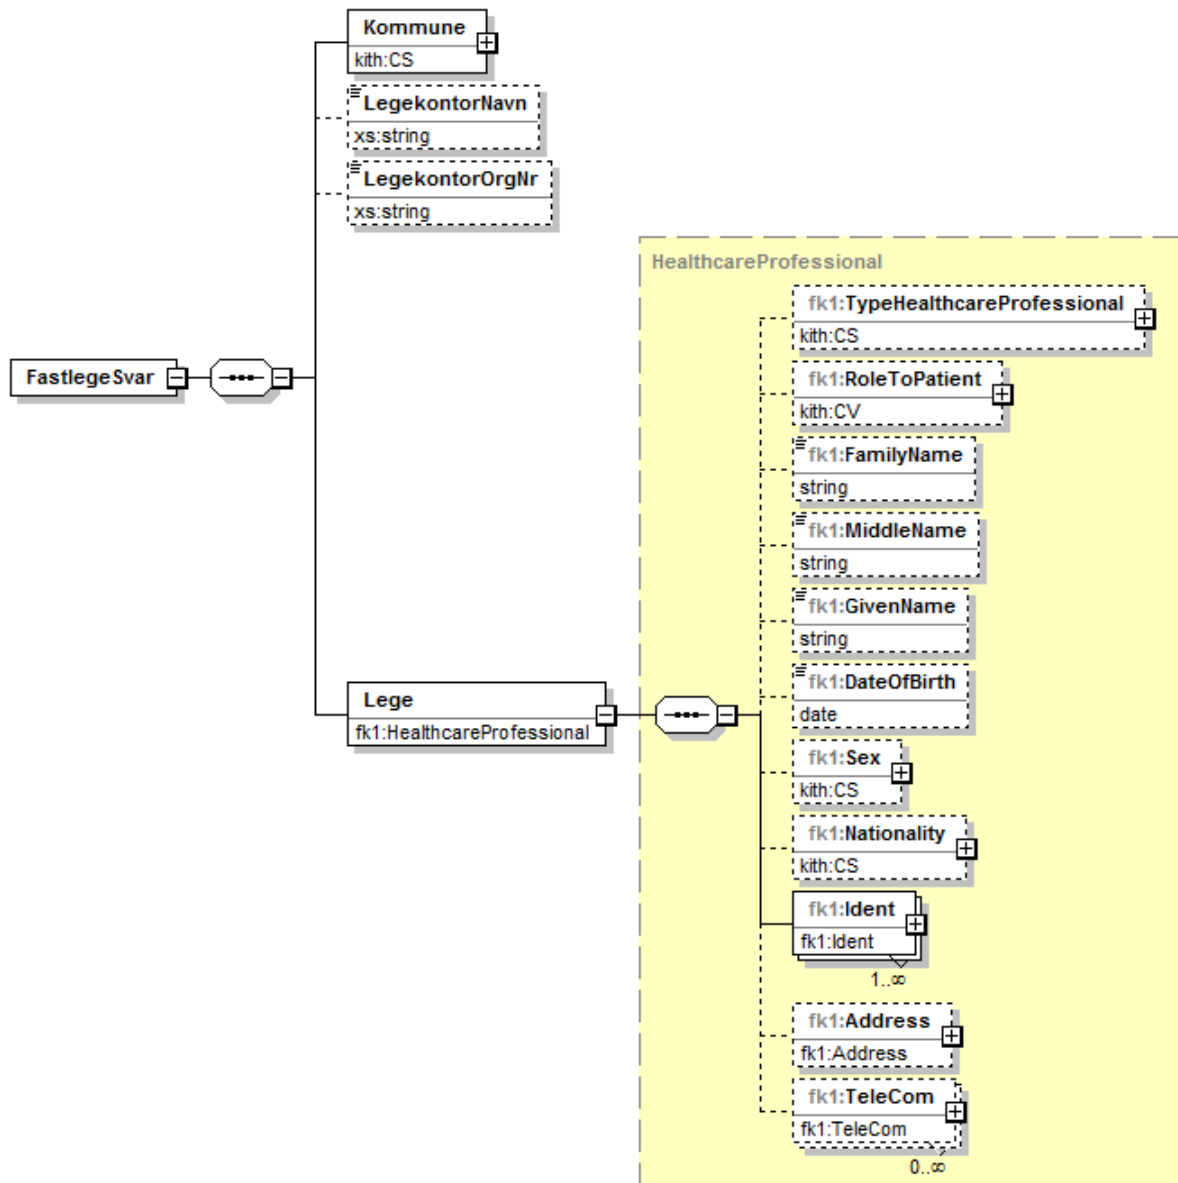 Kommune
kith:CS
LegekontorNavn
xs:string
LegekontorOrgNr
xs:string
HealthcareProfessional
fk1:TypeHealthcareProfessional
kith:CS
FastlegeSvar
fk1:RoleToPatient
kith:CV
fk1:FamilyName
string
fk1:MiddleName
string
fk1:GivenName
string
Lege
fk1:HealthcareProfessional
fk1:DateOfBirth
date
fk1:Sex
kith:CS
fk1:Nationality
kith:CS
fk1:Ident
fk1:Ident
1..∞
fk1:Address
fk1:Address
fk1:TeleCom
fk1:TeleCom
0..∞